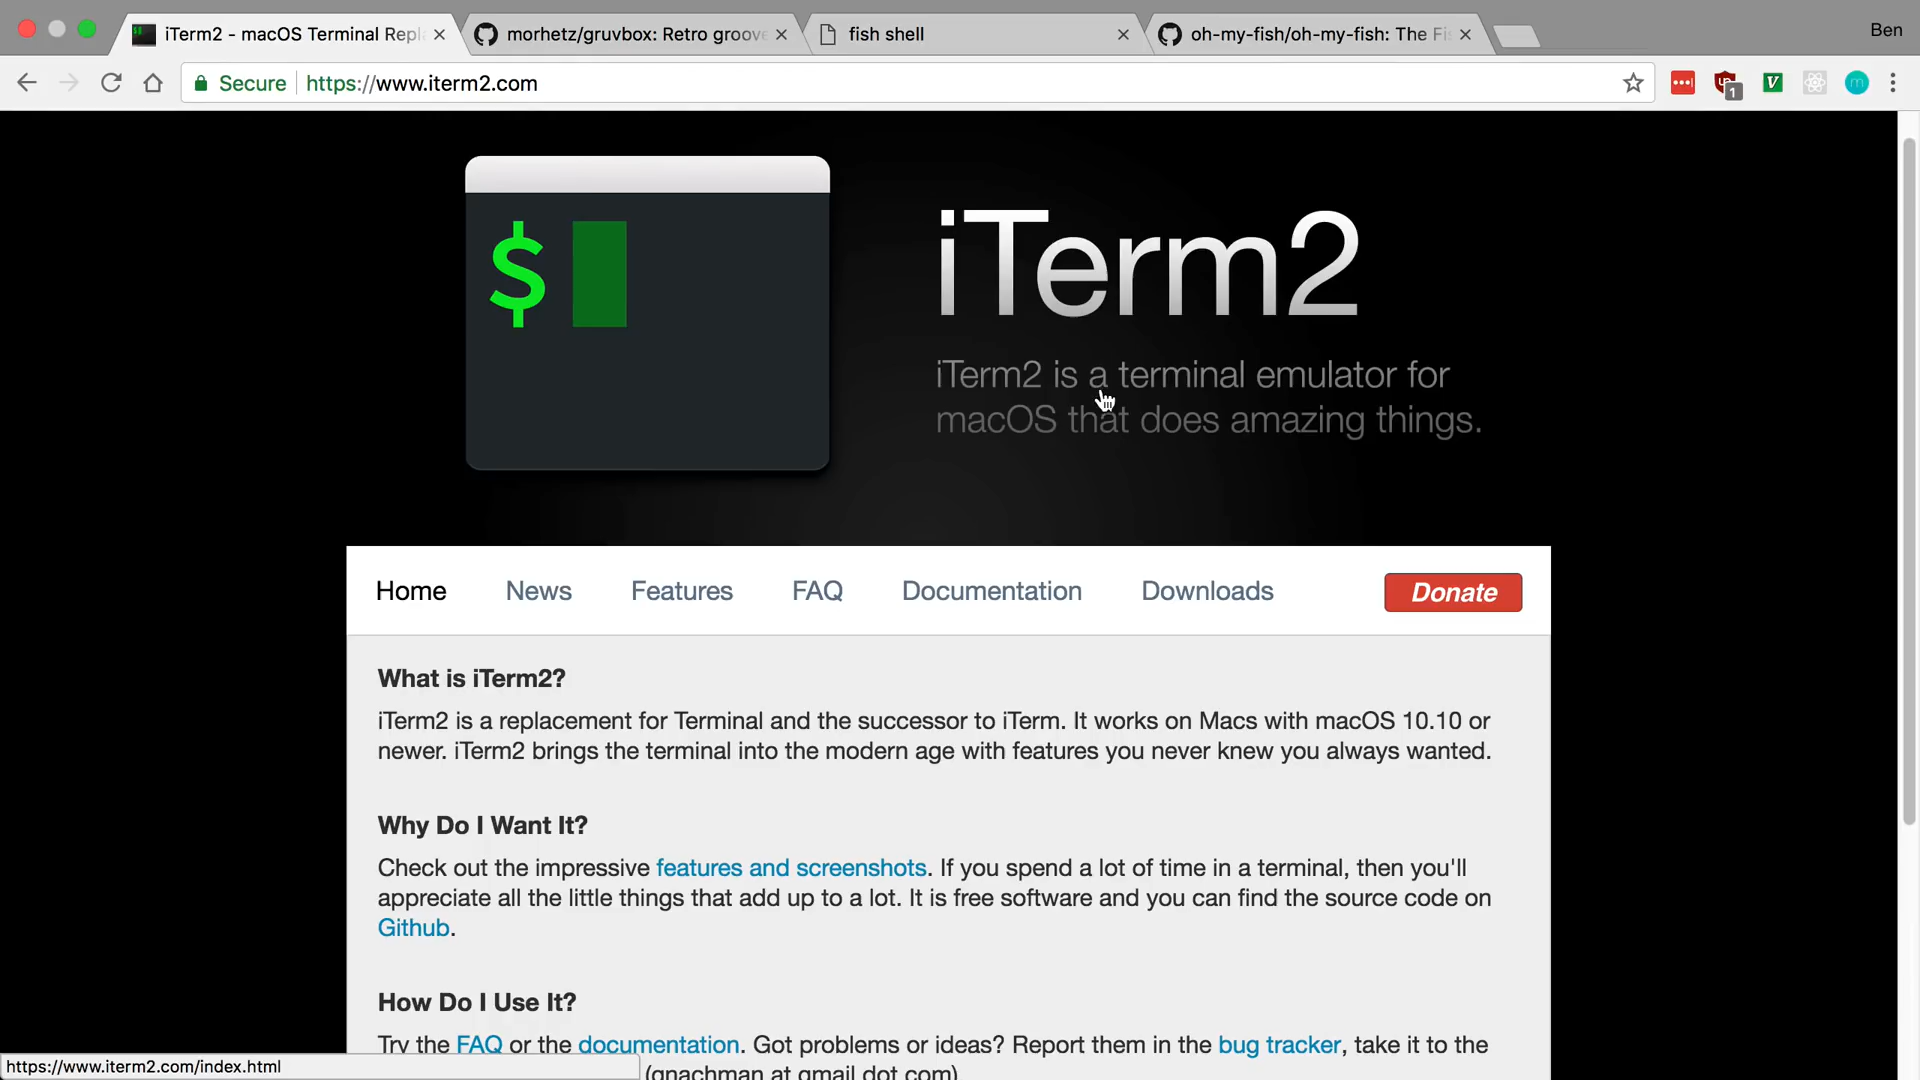 iTerm2 - macOS Terminal Repl
morhetz/gruvbox: Retro groove
fish shell
oh-my-fish/oh-my-fish: The Fis
Ben
Secure https://www.iterm2.com
1
m
$
iTerm2
iTerm2 is a terminal emulator for
macOS that does amazing things.
Home News Features FAQ Documentation Downloads Donate
What is iTerm2?
iTerm2 is a replacement for Terminal and the successor to iTerm. It works on Macs with macOS 10.10 or
newer. iTerm2 brings the terminal into the modern age with features you never knew you always wanted.
Why Do I Want It?
Check out the impressive features and screenshots. If you spend a lot of time in a terminal, then you'll
appreciate all the little things that add up to a lot. It is free software and you can find the source code on
Github.
How Do I Use It?
Try the FAQ or the documentation. Got problems or ideas? Report them in the bug tracker, take it to the
(gnachman at gmail dot com)
https://www.iterm2.com/index.html